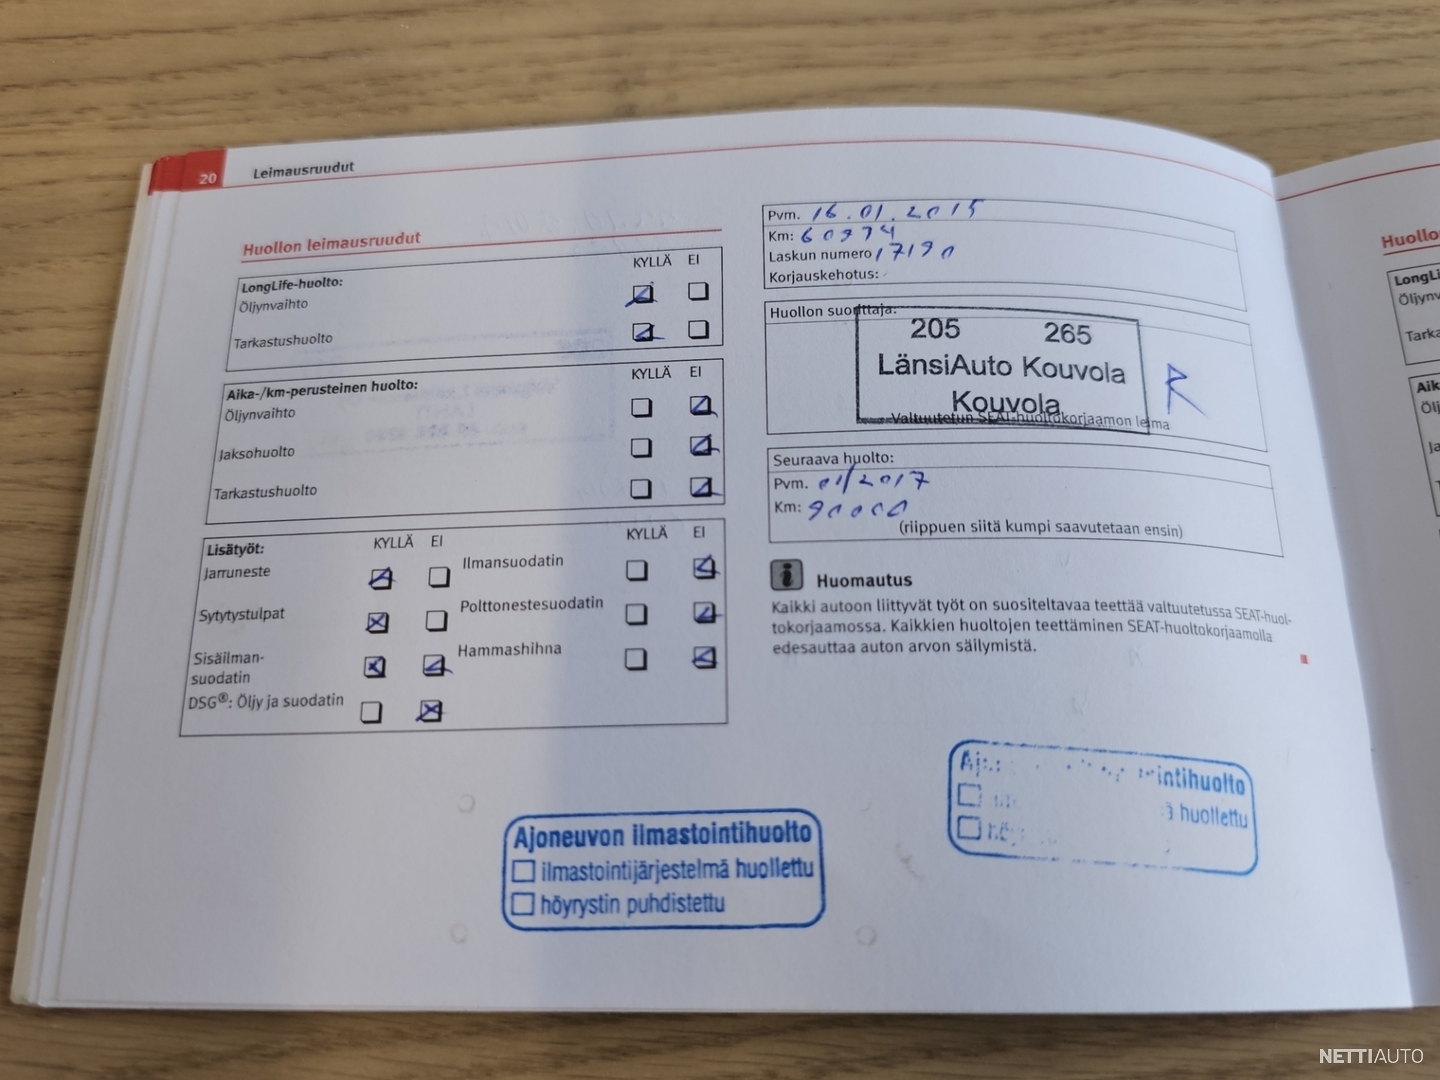 20
Leimausruudut
Huollon leimausruudut
KYLLÄ EI
LongLife-huolto:
Öljynvaihto
Tarkastushuolto
KYLLÄ EI
Aika-/km-perusteinen huolto:
Öljynvaihto
Jaksohuolto
Tarkastushuolto
KYLLÄ EI KYLLÄ EI
Lisätyöt:
Jarruneste Ilmansuodatin
Sytytystulpat Polttonestesuodatin
Sisäilman-
suodatin Hammashihna
DSG®: Öljy ja suodatin
Pvm. 16.01.2015
Km: 60974
Laskun numero 17190
Korjauskehotus:
Huollon suorittaja:
205 265
LänsiAuto Kouvola
Kouvola
Valtuutetun SEAT-huoltokorjaamon leima
Seuraava huolto:
Pvm. 01/2017
Km: 90000
(riippuen siitä kumpi saavutetaan ensin)
Huomautus
Kaikki autoon liittyvät työt on suositeltavaa teettää valtuutetussa SEAT-huol-
tokorjaamossa. Kaikkien huoltojen teettäminen SEAT-huoltokorjaamolla
edesauttaa auton arvon säilymistä.
Ajoneuvon ilmastointihuolto
ilmastointijärjestelmä huollettu
höyrystin puhdistettu
huollettu
NETTIAUTO